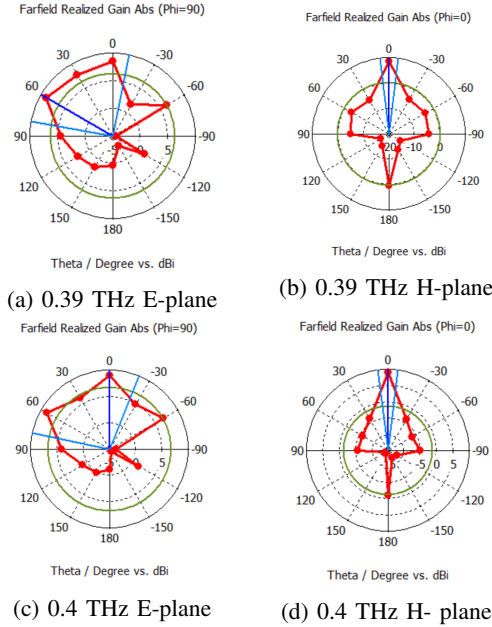 Farfield Realized Gain Abs (Phi=90)
0
30 -30
60 -60
90 -5 5 -90
120 -120
150 -150
180
Theta / Degree vs. dBi
(a) 0.39 THz E-plane
Farfield Realized Gain Abs (Phi=0)
0
30 -30
60 -60
90 -20 -10 0 -90
120 -120
150 -150
180
Theta / Degree vs. dBi
(b) 0.39 THz H-plane
Farfield Realized Gain Abs (Phi=90)
0
30 -30
60 -60
90 5 -90
120 -120
150 -150
180
Theta / Degree vs. dBi
(c) 0.4 THz E-plane
Farfield Realized Gain Abs (Phi=0)
0
30 -30
60 -60
90 -5 0 5 -90
120 -120
150 -150
180
Theta / Degree vs. dBi
(d) 0.4 THz H- plane